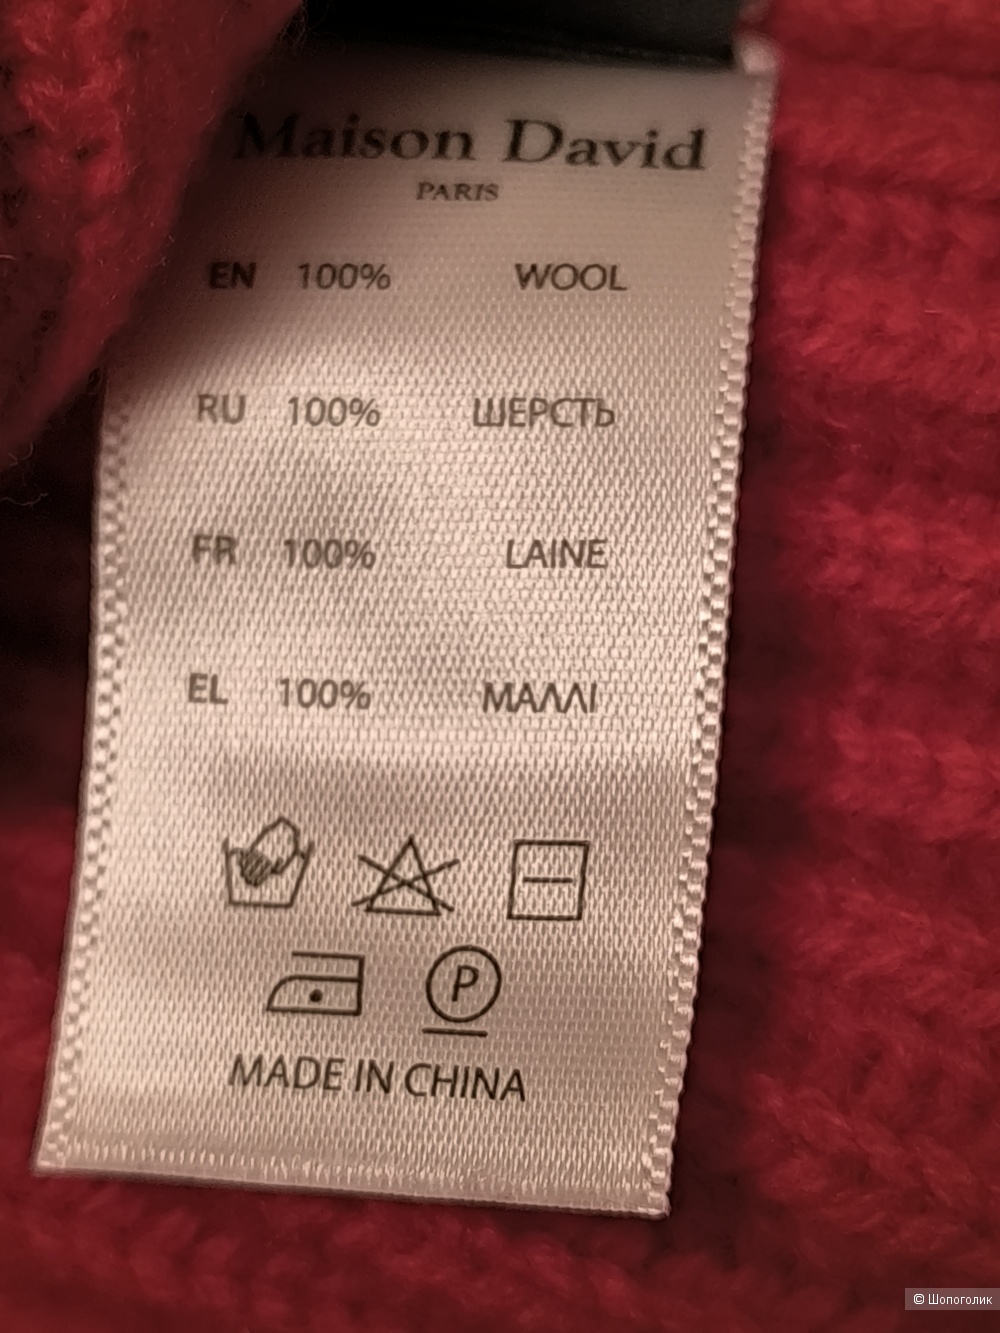 Maison David
PARIS
EN 100% WOOL
RU 100% ШЕРСТЬ
FR 100% LAINE
EL 100% ΜΑΛΛΙ
P
MADE IN CHINA
© Шопоголик